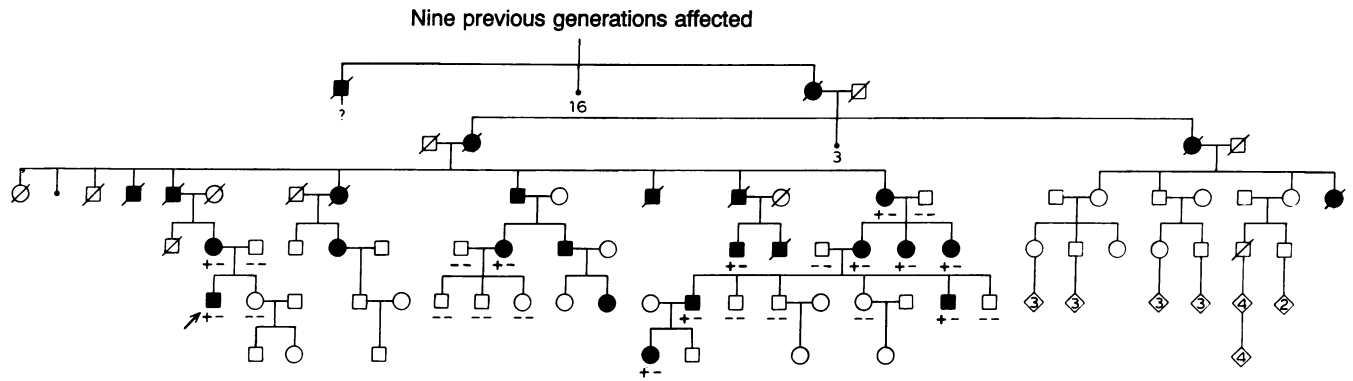 Nine previous generations affected
16
?
3
+- --
+- -- -- +- +- -- +- +- +-
3 3 3 3 4 2
+- -- -- -- -- +- -- -- -- +- --
4
+-